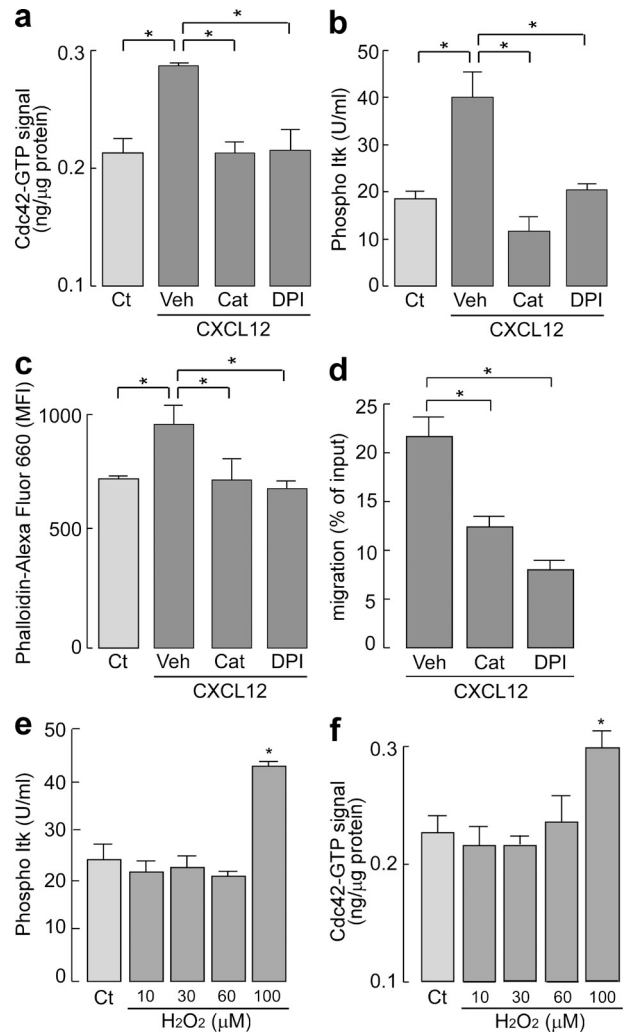 a
*
*
*
Cdc42-GTP signal
(ng/µg protein)
0.3
0.2
0.1
Ct Veh Cat DPI
CXCL12
b
*
*
*
Phospho Itk (U/ml)
50
40
30
20
10
0
Ct Veh Cat DPI
CXCL12
c
*
*
*
Phalloidin-Alexa Fluor 660 (MFI)
1000
500
0
Ct Veh Cat DPI
CXCL12
d
*
*
migration (% of input)
25
20
15
10
5
0
Veh Cat DPI
CXCL12
e
*
Phospho Itk (U/ml)
50
40
30
20
10
0
Ct 10 30 60 100
H2O2 (µM)
f
*
Cdc42-GTP signal
(ng/µg protein)
0.3
0.2
0.1
Ct 10 30 60 100
H2O2 (µM)